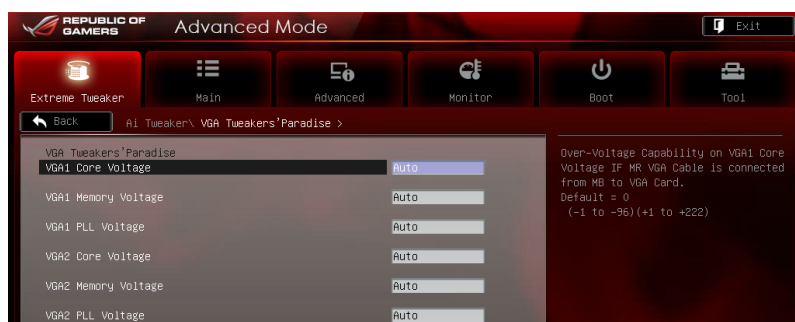 REPUBLIC OF
GAMERS
Advanced Mode
Exit
Extreme Tweaker
Main
Advanced
Monitor
Boot
Tool
Back
Ai Tweaker\ VGA Tweakers'Paradise >
VGA Tweakers'Paradise
VGA1 Core Voltage Auto
VGA1 Memory Voltage Auto
VGA1 PLL Voltage Auto
VGA2 Core Voltage Auto
VGA2 Memory Voltage Auto
VGA2 PLL Voltage Auto
Over-Voltage Capability on VGA1 Core
Voltage IF MR VGA Cable is connected
from MB to VGA Card.
Default = 0
(-1 to -96)(+1 to +222)